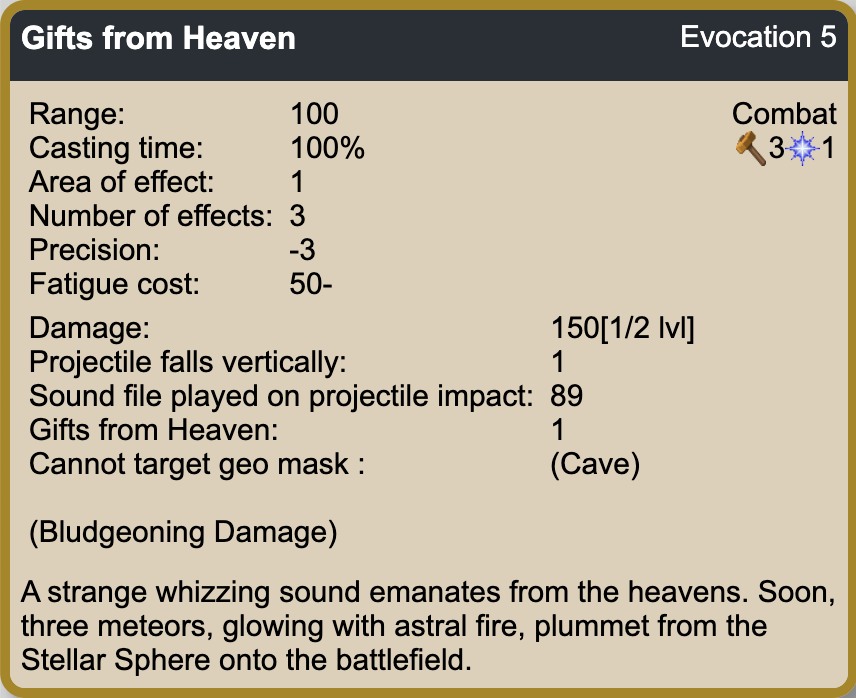 Gifts from Heaven Evocation 5
Range: 100 Combat
Casting time: 100% 3 1
Area of effect: 1
Number of effects: 3
Precision: -3
Fatigue cost: 50-
Damage: 150[1/2 lvl]
Projectile falls vertically: 1
Sound file played on projectile impact: 89
Gifts from Heaven: 1
Cannot target geo mask : (Cave)
(Bludgeoning Damage)
A strange whizzing sound emanates from the heavens. Soon,
three meteors, glowing with astral fire, plummet from the
Stellar Sphere onto the battlefield.